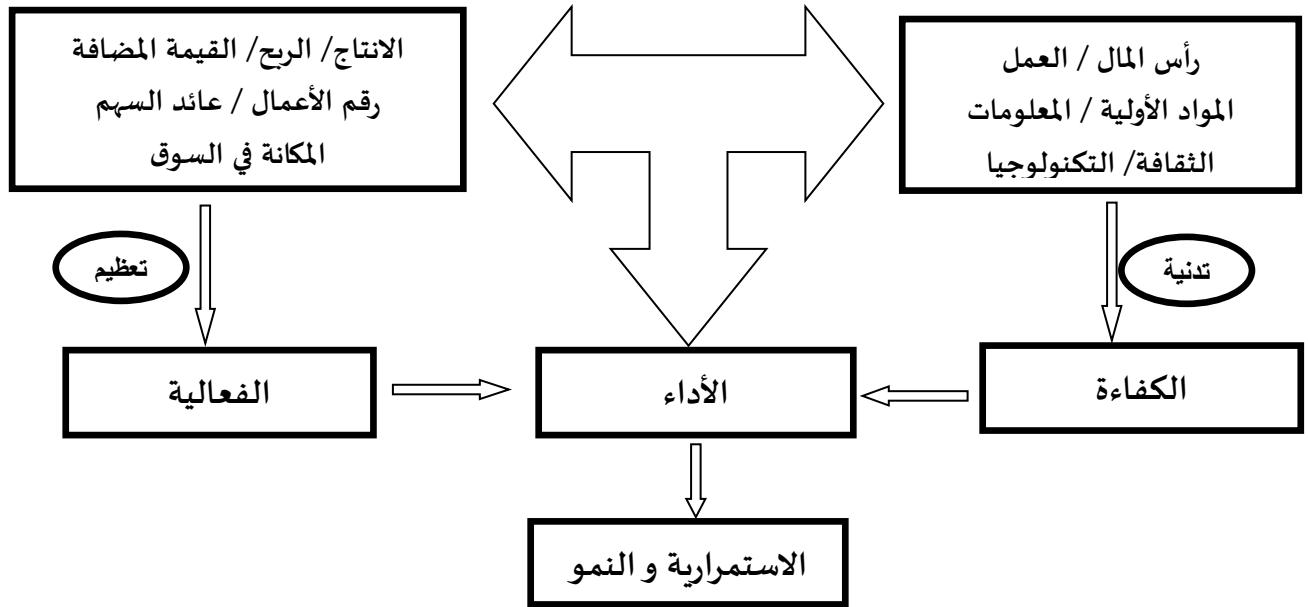 رأس المال / العمل
المواد الأولية / المعلومات
الثقافة/ التكنولوجيا
الانتاج/ الربح/ القيمة المضافة
رقم الأعمال / عائد السهم
المكانة في السوق
تدنية
تعظيم
الكفاءة
الأداء
الفعالية
الاستمرارية و النمو